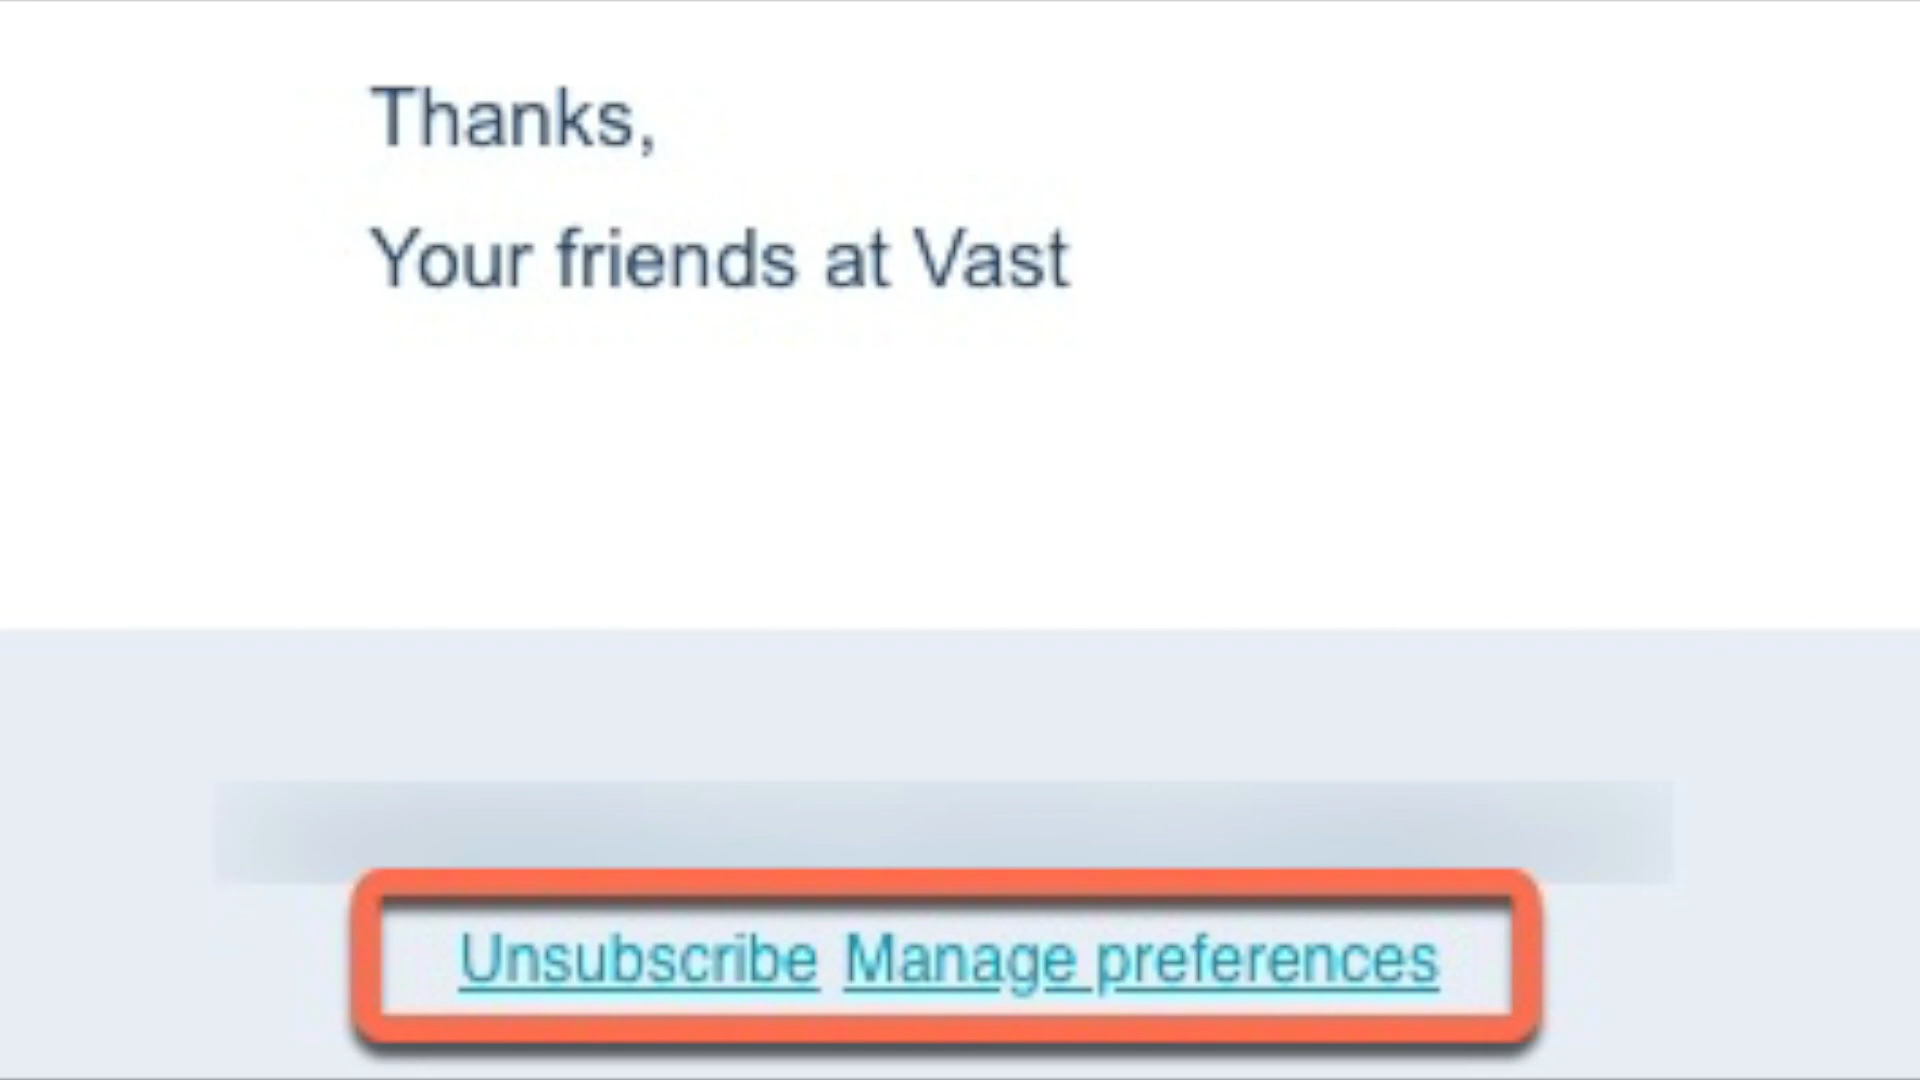 Thanks,
Your friends at Vast
Unsubscribe Manage preferences